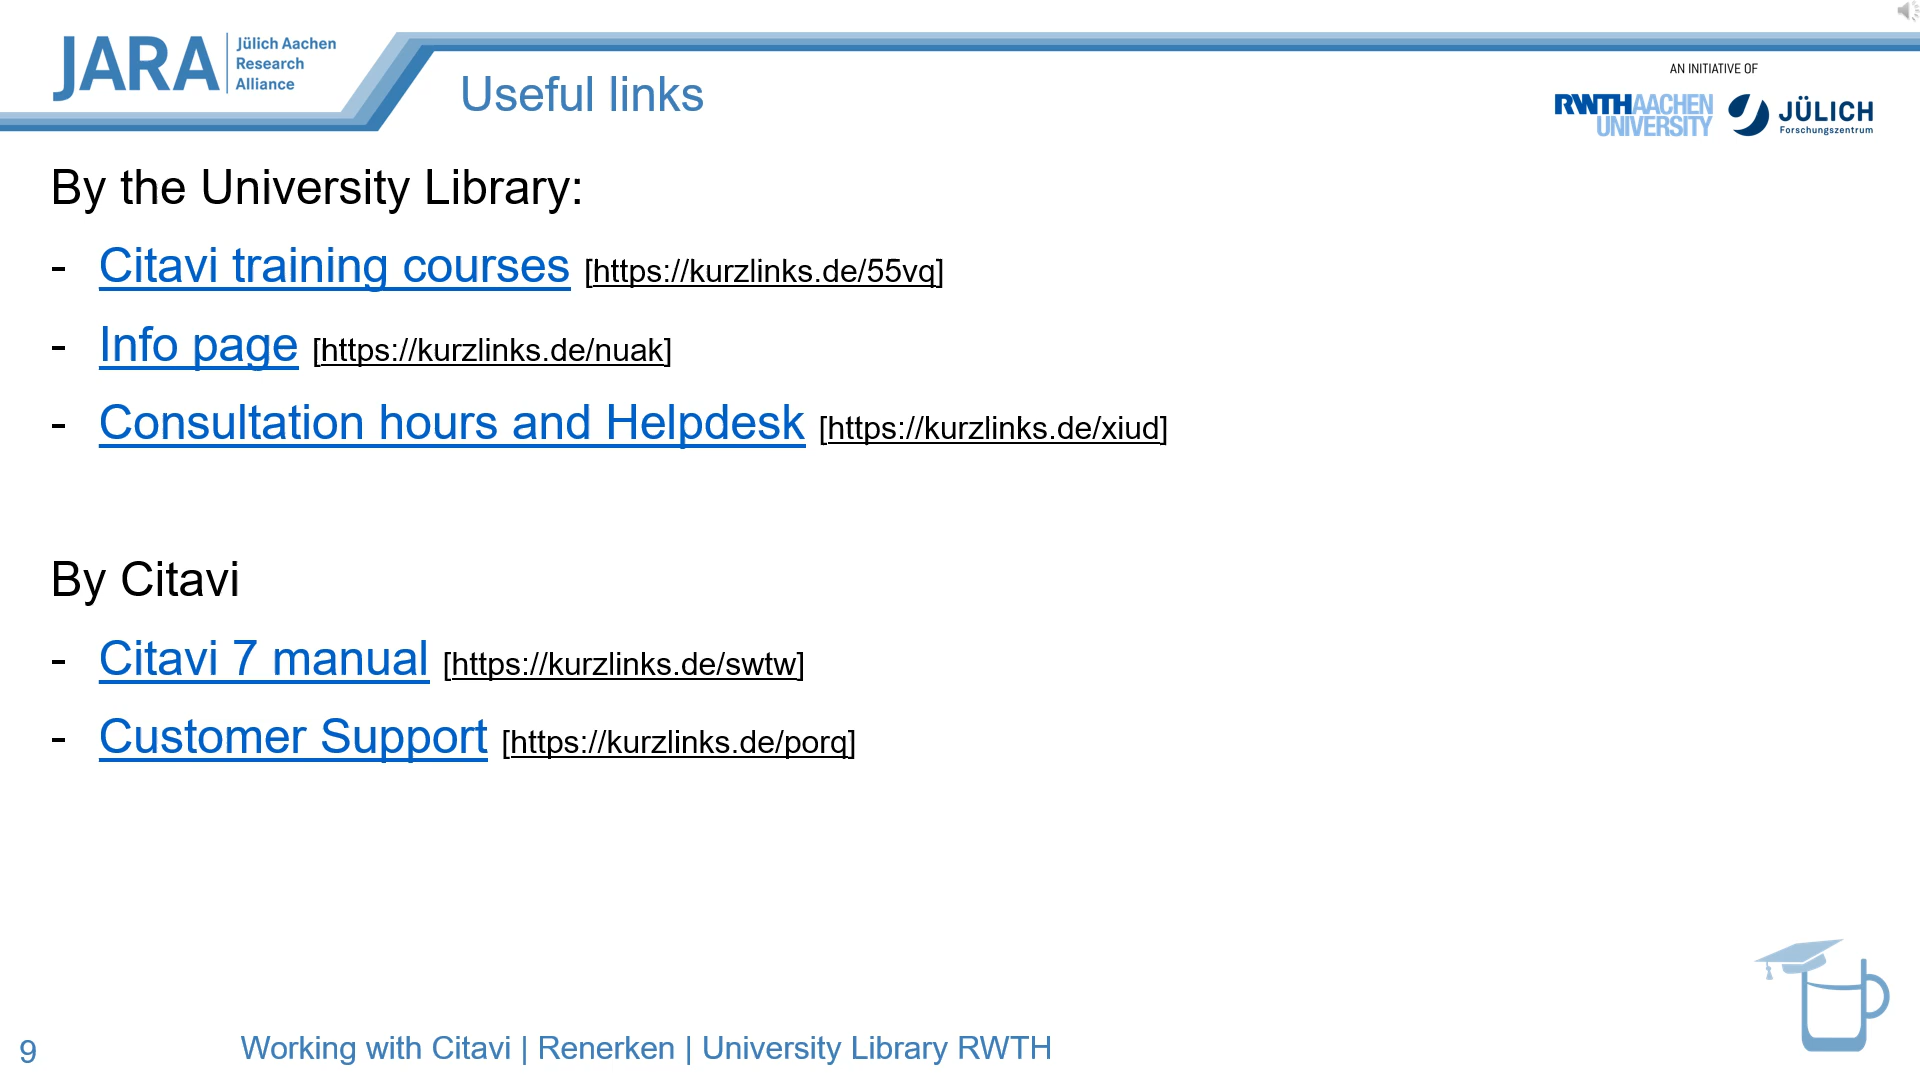 JARA
Jülich Aachen
Research
Alliance
Useful links
AN INITIATIVE OF
RWTHAACHEN
UNIVERSITY
JÜLICH
Forschungszentrum
By the University Library:
- Citavi training courses [https://kurzlinks.de/55vq]
- Info page [https://kurzlinks.de/nuak]
- Consultation hours and Helpdesk [https://kurzlinks.de/xiud]
By Citavi
- Citavi 7 manual [https://kurzlinks.de/swtw]
- Customer Support [https://kurzlinks.de/porq]
9
Working with Citavi | Renerken | University Library RWTH